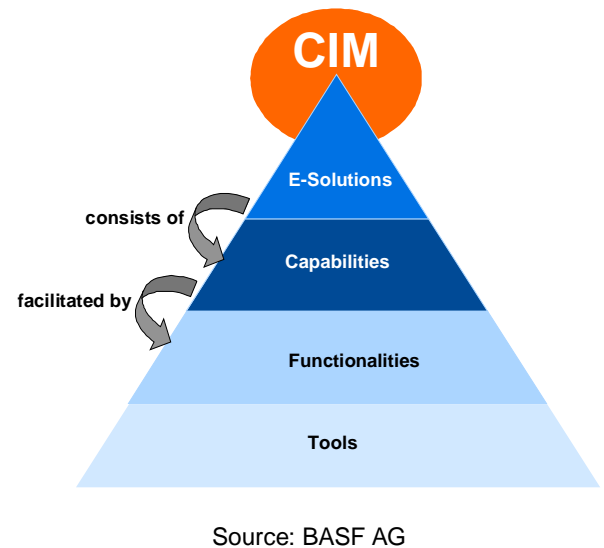 CIM
E-Solutions
consists of
Capabilities
facilitated by
Functionalities
Tools
Source: BASF AG